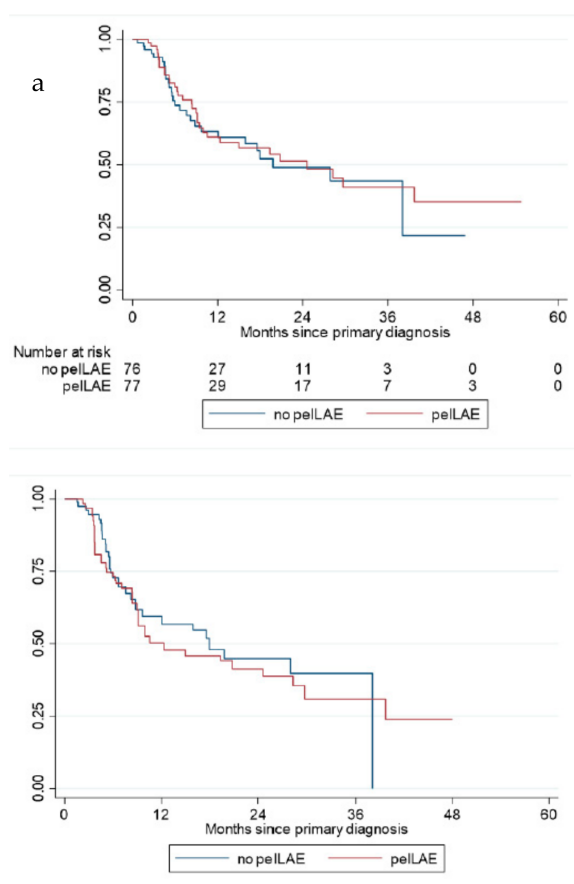 a
1.00
0.75
0.50
0.25
0.00
0 12 24 36 48 60
Months since primary diagnosis
Number at risk
no pelLAE 76 27 11 3 0 0
pelLAE 77 29 17 7 3 0
no pelLAE pelLAE
1.00
0.75
0.50
0.25
0.00
0 12 24 36 48 60
Months since primary diagnosis
no pelLAE pelLAE